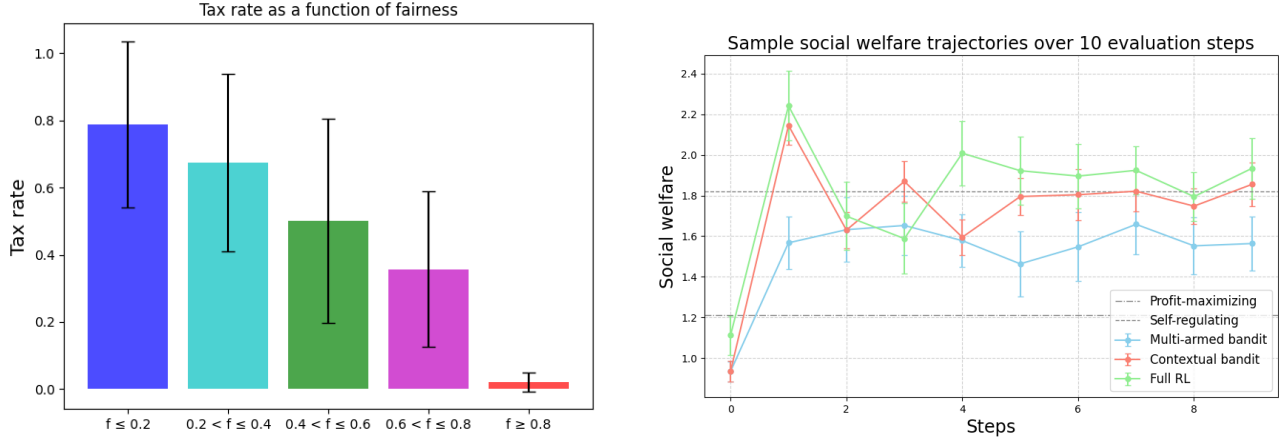 Tax rate as a function of fairness
Tax rate
1.0
0.8
0.6
0.4
0.2
0.0
f ≤ 0.2
0.2 < f ≤ 0.4
0.4 < f ≤ 0.6
0.6 < f ≤ 0.8
f ≥ 0.8
Sample social welfare trajectories over 10 evaluation steps
Social welfare
2.4
2.2
2.0
1.8
1.6
1.4
1.2
1.0
Profit-maximizing
Self-regulating
Multi-armed bandit
Contextual bandit
Full RL
0
2
4
6
8
Steps